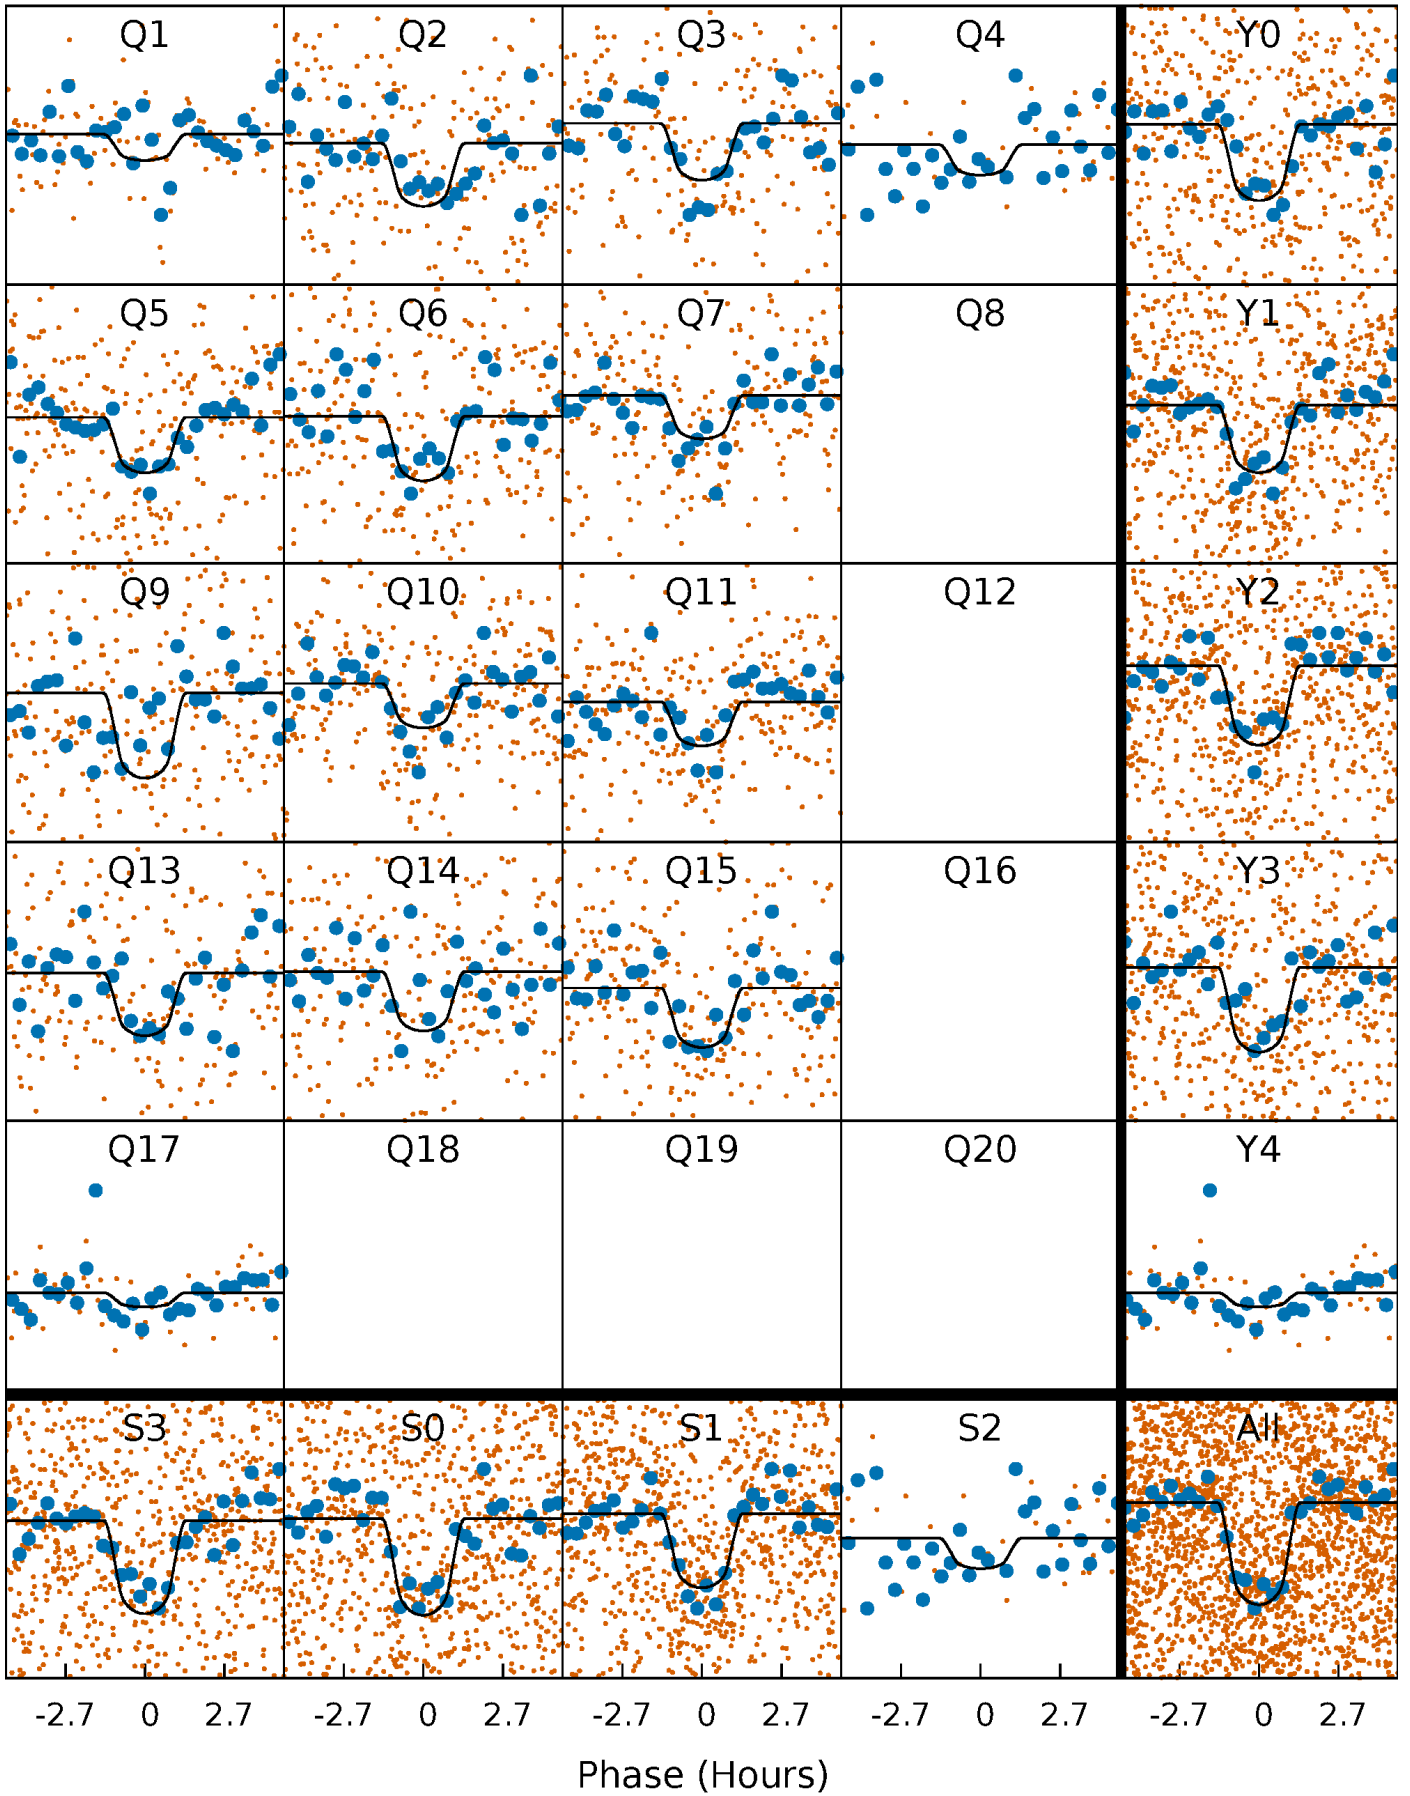 Q1 Q2 Q3 Q4 Y0
Q5 Q6 Q7 Q8 Y1
Q9 Q10 Q11 Q12 Y2
Q13 Q14 Q15 Q16 Y3
Q17 Q18 Q19 Q20 Y4
S3 S0 S1 S2 All
-2.7 0 2.7 -2.7 0 2.7 -2.7 0 2.7 -2.7 0 2.7 -2.7 0 2.7
Phase (Hours)